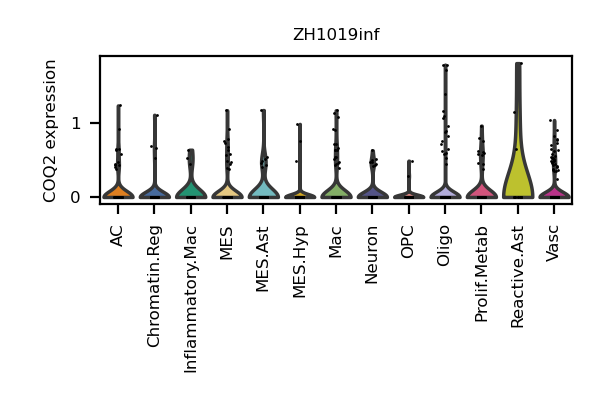 ZH1019inf
COQ2 expression
1
0
AC
Chromatin.Reg
Inflammatory.Mac
MES
MES.Ast
MES.Hyp
Mac
Neuron
OPC
Oligo
Prolif.Metab
Reactive.Ast
Vasc